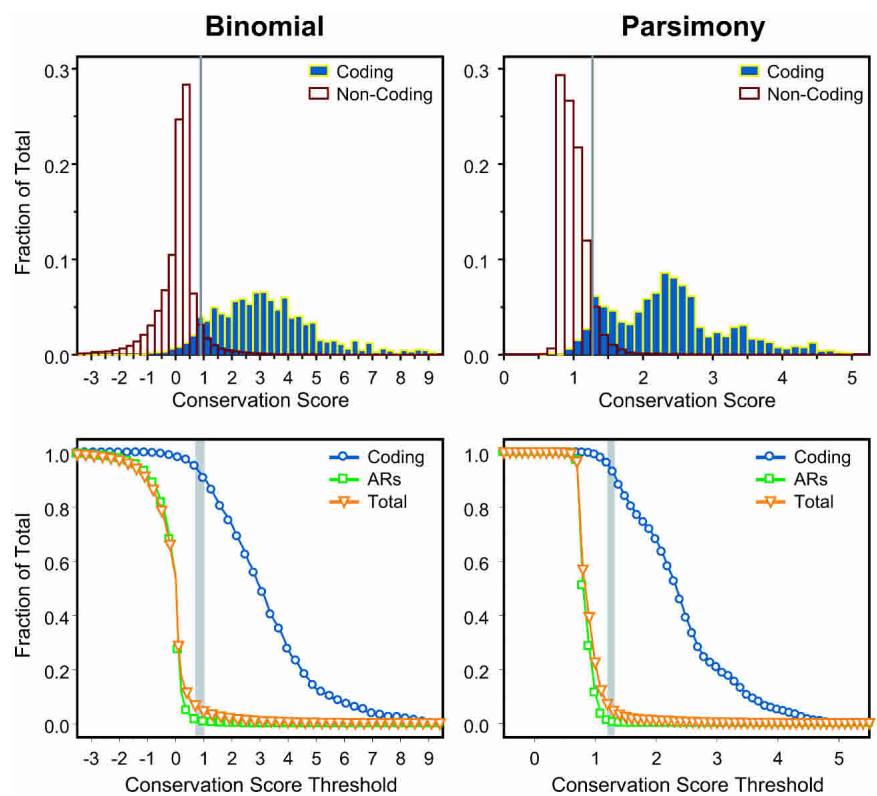 Binomial
Parsimony
Fraction of Total
0.3
0.2
0.1
0.0
Coding
Non-Coding
-3 -2 -1 0 1 2 3 4 5 6 7 8 9
Conservation Score
0.3
0.2
0.1
0.0
Coding
Non-Coding
0 1 2 3 4 5
Conservation Score
Fraction of Total
1.0
0.8
0.6
0.4
0.2
0.0
Coding
ARs
Total
-3 -2 -1 0 1 2 3 4 5 6 7 8 9
Conservation Score Threshold
1.0
0.8
0.6
0.4
0.2
0.0
Coding
ARs
Total
0 1 2 3 4 5
Conservation Score Threshold